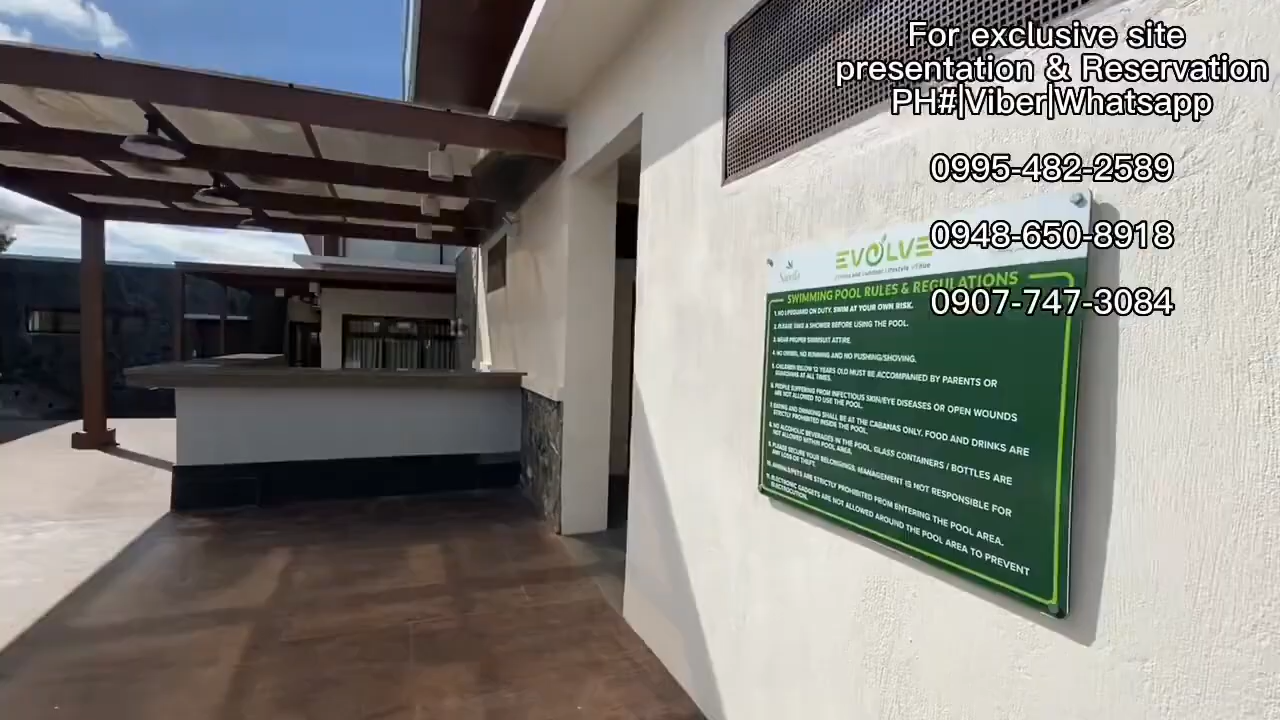 For exclusive site
presentation & Reservation
PH#|Viber|Whatsapp
0995-482-2589
0948-650-8918
0907-747-3084
EVOLVE
SWIMMING POOL RULES & REGULATIONS
1. NO LIFEGUARD ON DUTY. SWIM AT YOUR OWN RISK.
2. PLEASE TAKE A SHOWER BEFORE USING THE POOL.
3. WEAR PROPER SWIMSUIT ATTIRE.
4. NO DIVING, NO RUNNING AND NO PUSHING/SHOVING.
5. CHILDREN BELOW 12 YEARS OLD MUST BE ACCOMPANIED BY PARENTS OR
GUARDIANS AT ALL TIMES.
6. PEOPLE SUFFERING FROM INFECTIOUS SKIN/EYE DISEASES OR OPEN WOUNDS
ARE NOT ALLOWED TO USE THE POOL.
7. EATING AND DRINKING SHALL BE AT THE CABANAS ONLY. FOOD AND DRINKS ARE
STRICTLY PROHIBITED INSIDE THE POOL.
8. NO ALCOHOLIC BEVERAGES IN THE POOL. GLASS CONTAINERS / BOTTLES ARE
NOT ALLOWED WITHIN POOL AREA.
9. PLEASE SECURE YOUR BELONGINGS. MANAGEMENT IS NOT RESPONSIBLE FOR
ANY LOSS OF THEFT.
10. ANIMALS/PETS ARE STRICTLY PROHIBITED FROM ENTERING THE POOL AREA.
11. ELECTRONIC GADGETS ARE NOT ALLOWED AROUND THE POOL AREA TO PREVENT
ELECTROCUTION.